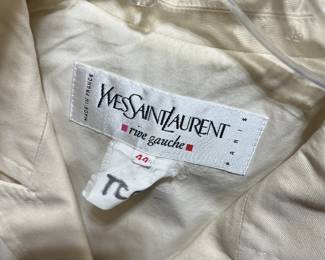 MADE IN FRANCE
YVESSAINTLAURENT
rive gauche
PARIS
44
TC